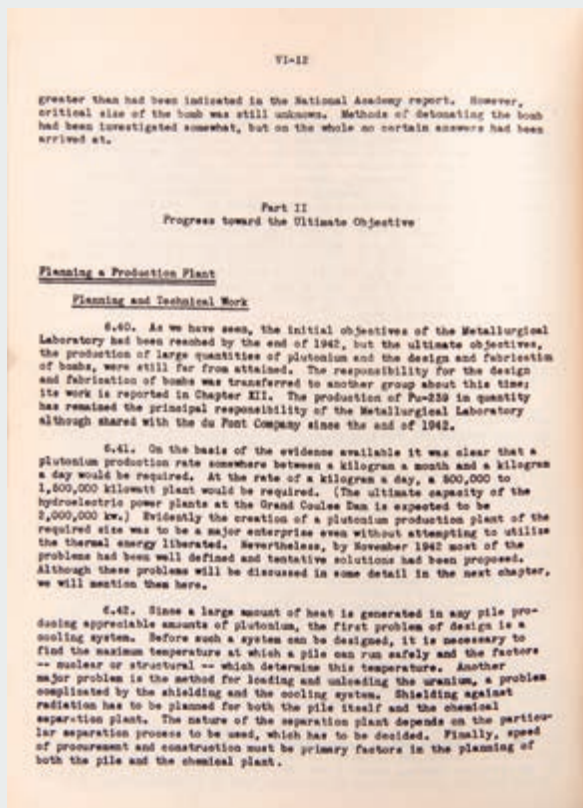 VI-12
greater than had been indicated in the National Academy report. However,
critical size of the bomb was still unknown. Methods of detonating the bomb
had been investigated somewhat, but on the whole no certain answers had been
arrived at.
Part II
Progress toward the Ultimate Objective
Planning a Production Plant
Planning and Technical Work
6.40. As we have seen, the initial objectives of the Metallurgical
Laboratory had been reached by the end of 1942, but the ultimate objectives,
the production of large quantities of plutonium and the design and fabrication
of bombs, were still far from attained. The responsibility for the design
and fabrication of bombs was transferred to another group about this time;
its work is reported in Chapter XII. The production of Pu-239 in quantity
has remained the principal responsibility of the Metallurgical Laboratory
although shared with the du Pont Company since the end of 1942.
6.41. On the basis of the evidence available it was clear that a
plutonium production rate somewhere between a kilogram a month and a kilogram
a day would be required. At the rate of a kilogram a day, a 500,000 to
1,500,000 kilowatt plant would be required. (The ultimate capacity of the
hydroelectric power plants at the Grand Coulee Dam is expected to be
2,000,000 kw.) Evidently the creation of a plutonium production plant of the
required size was to be a major enterprise even without attempting to utilize
the thermal energy liberated. Nevertheless, by November 1942 most of the
problems had been well defined and tentative solutions had been proposed.
Although these problems will be discussed in some detail in the next chapter,
we will mention them here.
6.42. Since a large amount of heat is generated in any pile pro-
ducing appreciable amounts of plutonium, the first problem of design is a
cooling system. Before such a system can be designed, it is necessary to
find the maximum temperature at which a pile can run safely and the factors
-- nuclear or structural -- which determine this temperature. Another
major problem is the method for loading and unloading the uranium, a problem
complicated by the shielding and the cooling system. Shielding against
radiation has to be planned for both the pile itself and the chemical
separation plant. The nature of the separation plant depends on the particu-
lar separation process to be used, which has to be decided. Finally, speed
of procurement and construction must be primary factors in the planning of
both the pile and the chemical plant.